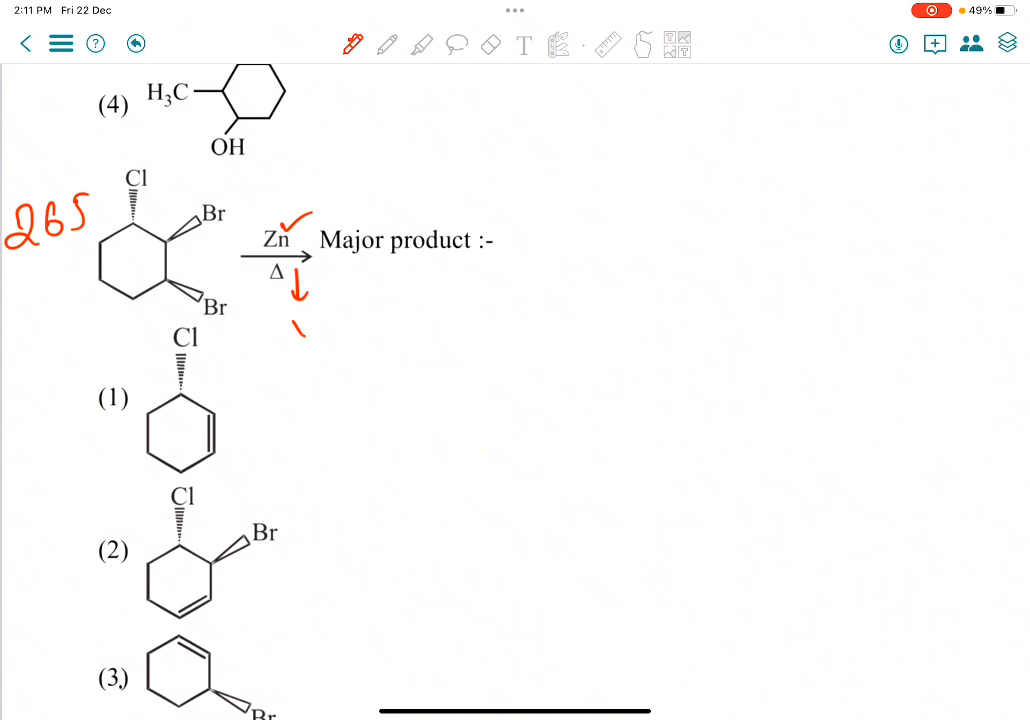 2:11 PM Fri 22 Dec
49%
T
(4) H₃C
OH
265
Cl
Br
Br
Zn
Δ
Major product :-
Cl
(1)
Cl
Br
(2)
(3)
Br